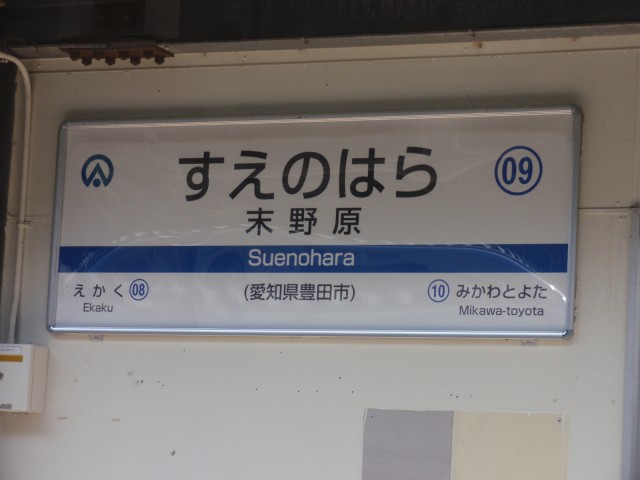 すえのはら 09
末野原
Suenohara
えかく 08 (愛知県豊田市) 10 みかわとよた
Ekaku Mikawa-toyota